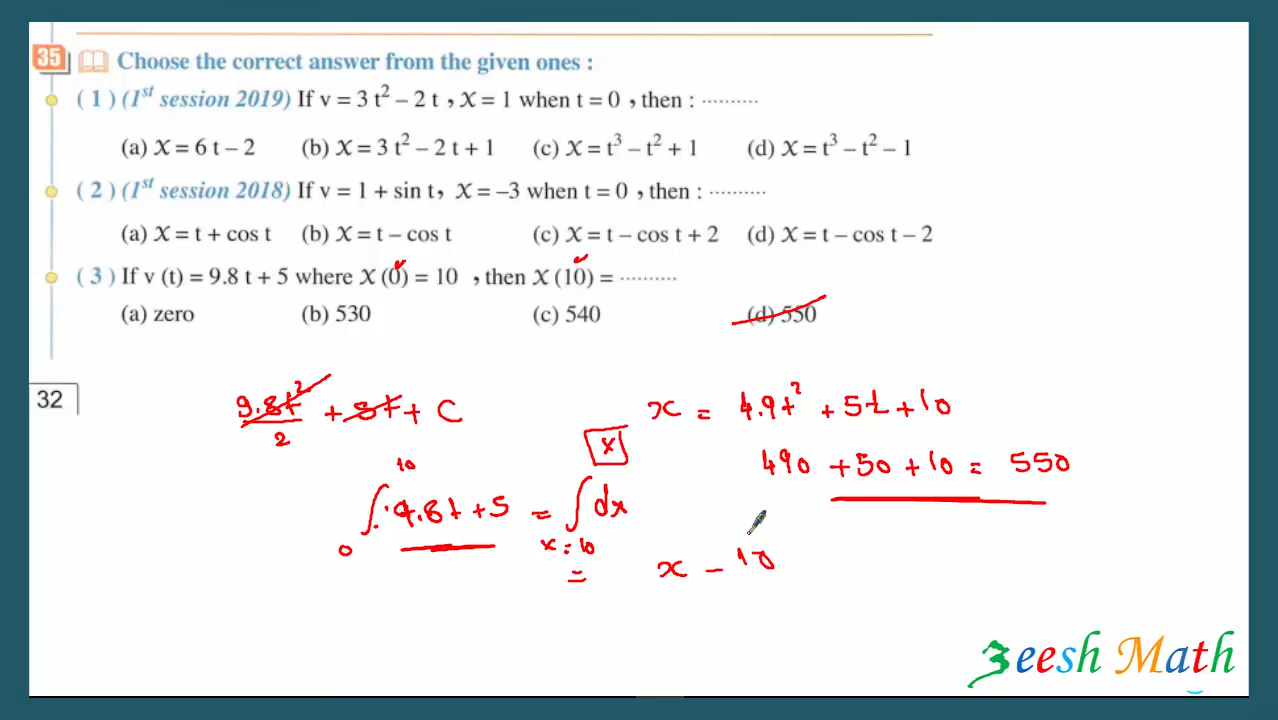 35 Choose the correct answer from the given ones :
( 1 ) (1st session 2019) If v = 3 t² – 2 t , X = 1 when t = 0 , then : ··········
(a) X = 6 t – 2 (b) X = 3 t² – 2 t + 1 (c) X = t³ – t² + 1 (d) X = t³ – t² – 1
( 2 ) (1st session 2018) If v = 1 + sin t, X = –3 when t = 0 , then : ··········
(a) X = t + cos t (b) X = t – cos t (c) X = t – cos t + 2 (d) X = t – cos t – 2
( 3 ) If v (t) = 9.8 t + 5 where X (0) = 10 , then X (10) = ··········
(a) zero (b) 530 (c) 540 (d) 550
32
9.8t²/2 + 5t + C
x = 4.9t² + 5t + 10
490 + 50 + 10 = 550
∫₀¹⁰ 9.8t + 5 = ∫ₓ₌₁₀ˣ dx
= x – 10
Zeesh Math